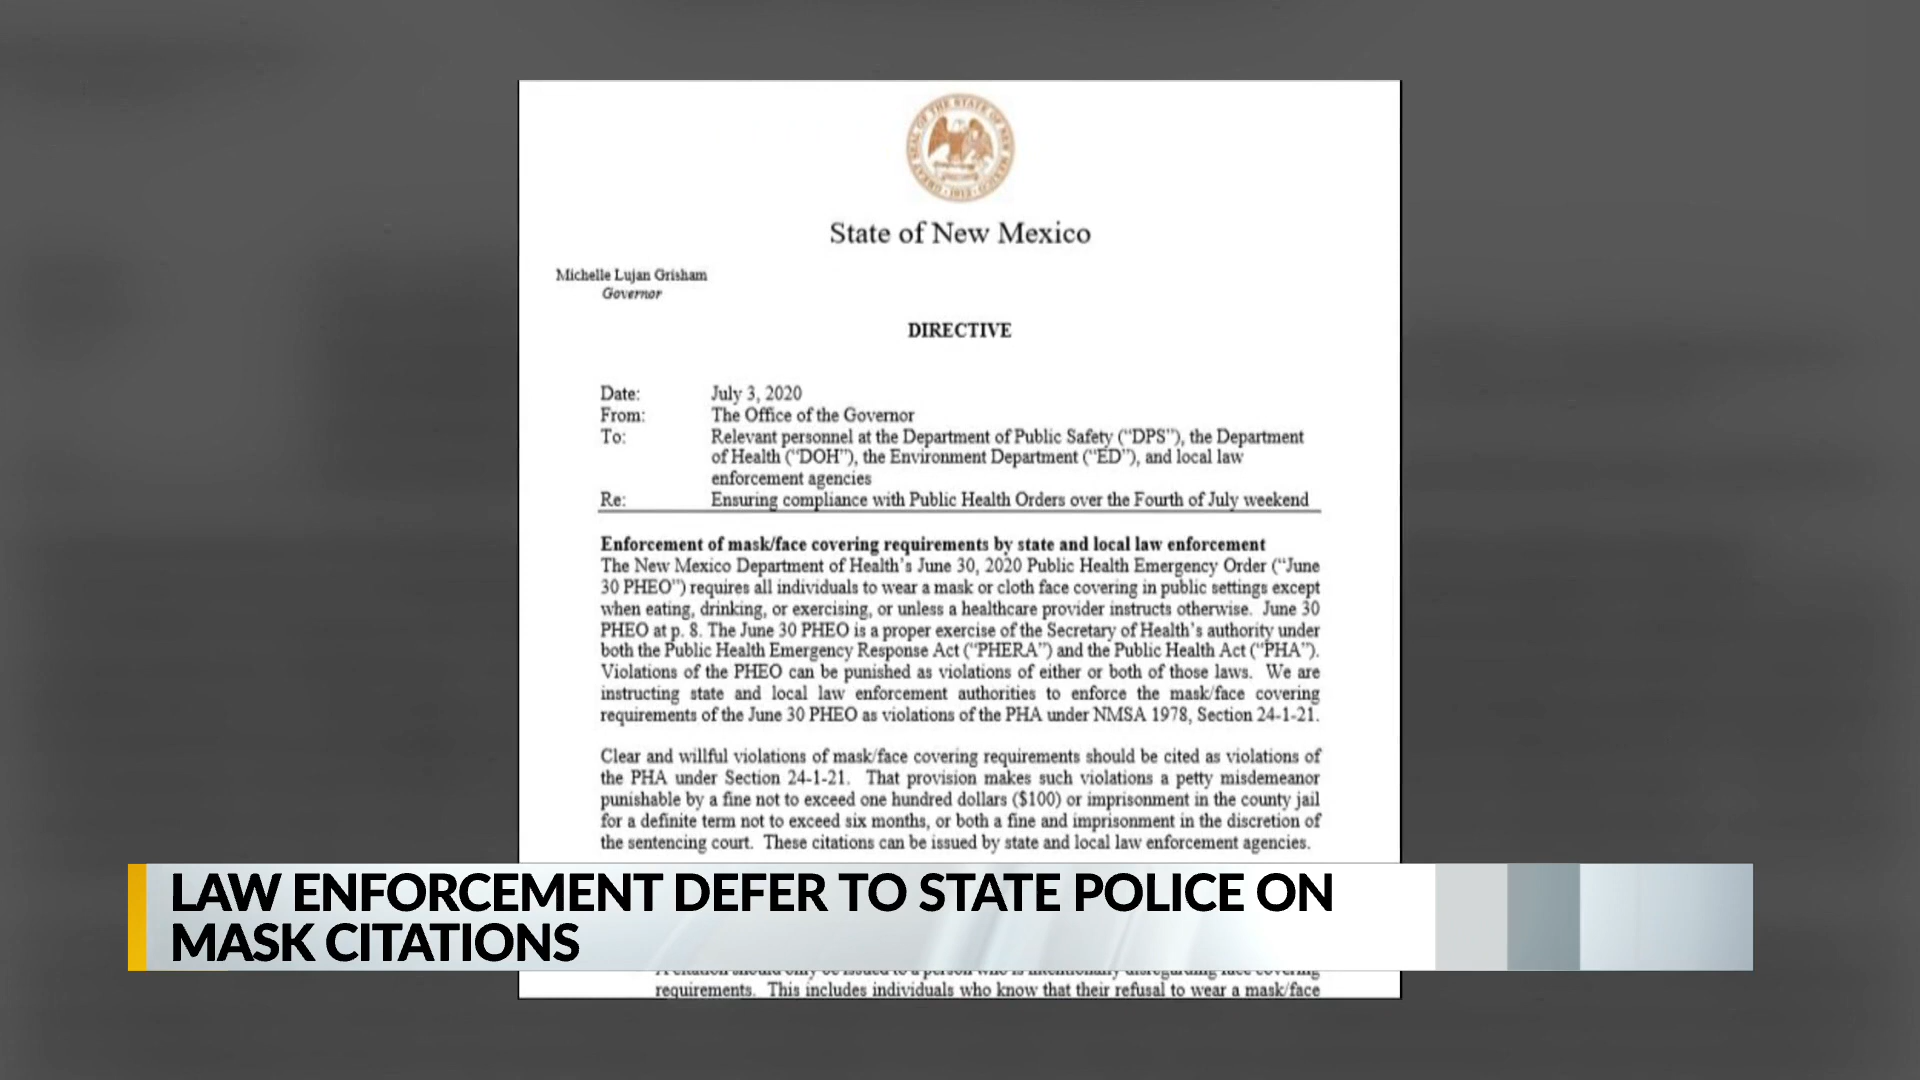 State of New Mexico
Michelle Lujan Grisham
Governor
DIRECTIVE
Date: July 3, 2020
From: The Office of the Governor
To: Relevant personnel at the Department of Public Safety ("DPS"), the Department
of Health ("DOH"), the Environment Department ("ED"), and local law
enforcement agencies
Re: Ensuring compliance with Public Health Orders over the Fourth of July weekend
Enforcement of mask/face covering requirements by state and local law enforcement
The New Mexico Department of Health's June 30, 2020 Public Health Emergency Order ("June
30 PHEO") requires all individuals to wear a mask or cloth face covering in public settings except
when eating, drinking, or exercising, or unless a healthcare provider instructs otherwise. June 30
PHEO at p. 8. The June 30 PHEO is a proper exercise of the Secretary of Health's authority under
both the Public Health Emergency Response Act ("PHERA") and the Public Health Act ("PHA").
Violations of the PHEO can be punished as violations of either or both of those laws. We are
instructing state and local law enforcement authorities to enforce the mask/face covering
requirements of the June 30 PHEO as violations of the PHA under NMSA 1978, Section 24-1-21.
Clear and willful violations of mask/face covering requirements should be cited as violations of
the PHA under Section 24-1-21. That provision makes such violations a petty misdemeanor
punishable by a fine not to exceed one hundred dollars ($100) or imprisonment in the county jail
for a definite term not to exceed six months, or both a fine and imprisonment in the discretion of
the sentencing court. These citations can be issued by state and local law enforcement agencies.
LAW ENFORCEMENT DEFER TO STATE POLICE ON
MASK CITATIONS
A citation should only be issued to a person who is intentionally disregarding face covering
requirements. This includes individuals who know that their refusal to wear a mask/face